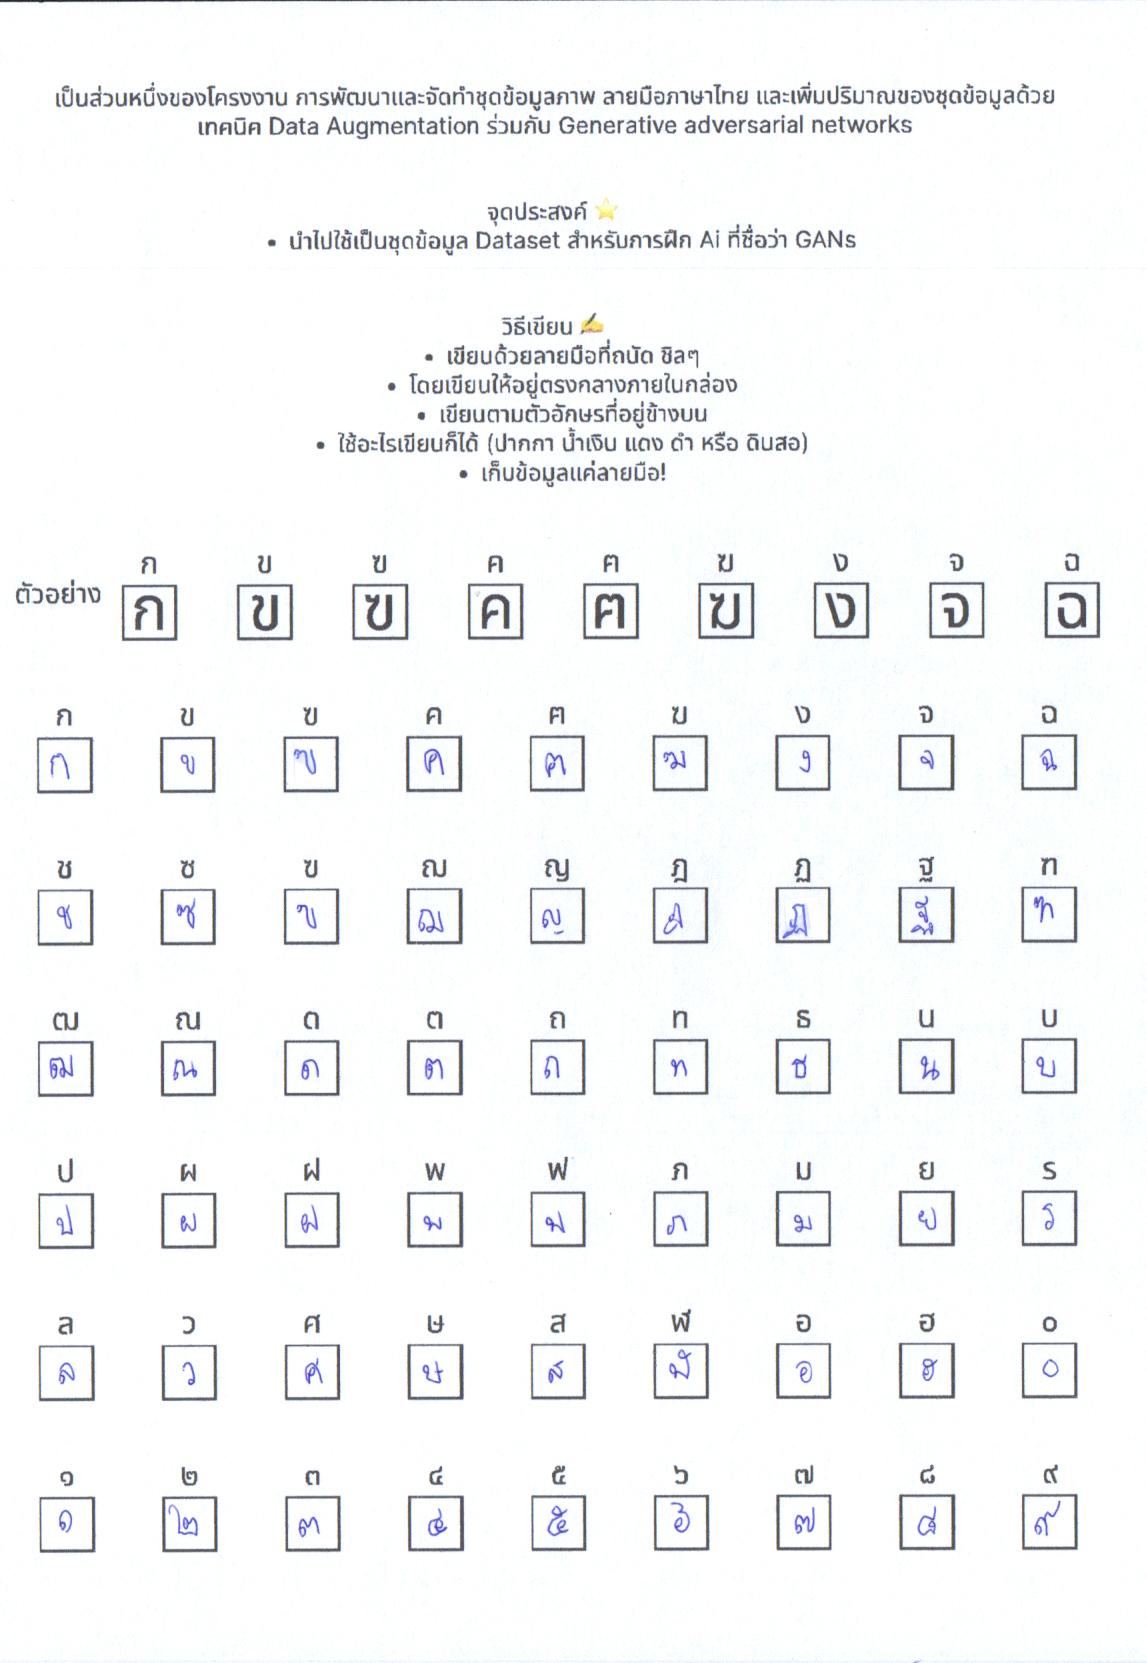 เป็นส่วนหนึ่งของโครงงาน การพัฒนาและจัดทำชุดข้อมูลภาพ ลายมือภาษาไทย และเพิ่มปริมาณของชุดข้อมูลด้วย
เทคนิค Data Augmentation ร่วมกับ Generative adversarial networks
จุดประสงค์ ⭐
• นำไปใช้เป็นชุดข้อมูล Dataset สำหรับการฝึก Ai ที่ชื่อว่า GANs
วิธีเขียน ✍
• เขียนด้วยลายมือที่ถนัด ชิลๆ
• โดยเขียนให้อยู่ตรงกลางภายในกล่อง
• เขียนตามตัวอักษรที่อยู่ข้างบน
• ใช้อะไรเขียนก็ได้ (ปากกา น้ำเงิน แดง ดำ หรือ ดินสอ)
• เก็บข้อมูลแค่ลายมือ!
ก ข ฃ ค ฅ ฆ ง จ ฉ
ตัวอย่าง ก ข ฃ ค ฅ ฆ ง จ ฉ
ก ข ฃ ค ฅ ฆ ง จ ฉ
ก ข ฃ ค ฅ ฆ ง จ ฉ
ช ซ ฃ ฌ ญ ฎ ฏ ฐ ฑ
ช ซ ฃ ฌ ญ ฎ ฏ ฐ ฑ
ฒ ณ ด ต ถ ท ธ น บ
ฒ ณ ด ต ถ ท ธ น บ
ป ผ ฝ พ ฟ ภ ม ย ร
ป ผ ฝ พ ฟ ภ ม ย ร
ล ว ศ ษ ส ฬ อ ฮ ๐
ล ว ศ ษ ส ฬ อ ฮ ๐
๑ ๒ ๓ ๔ ๕ ๖ ๗ ๘ ๙
๑ ๒ ๓ ๔ ๕ ๖ ๗ ๘ ๙